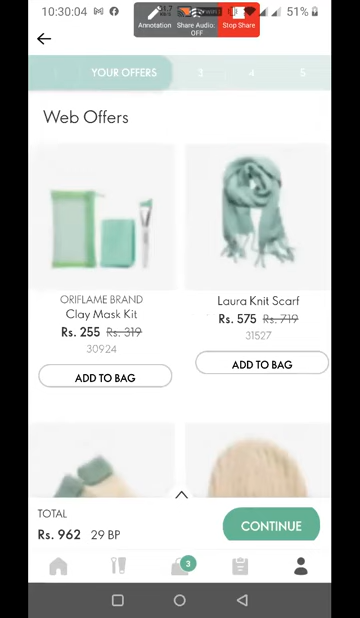 10:30:04
51%
Annotation
Share Audio: OFF
Stop Share
YOUR OFFERS
3
4
5
Web Offers
ORIFLAME BRAND
Clay Mask Kit
Rs. 255 Rs. 319
30924
ADD TO BAG
Laura Knit Scarf
Rs. 575 Rs. 719
31527
ADD TO BAG
TOTAL
Rs. 962 29 BP
CONTINUE
3